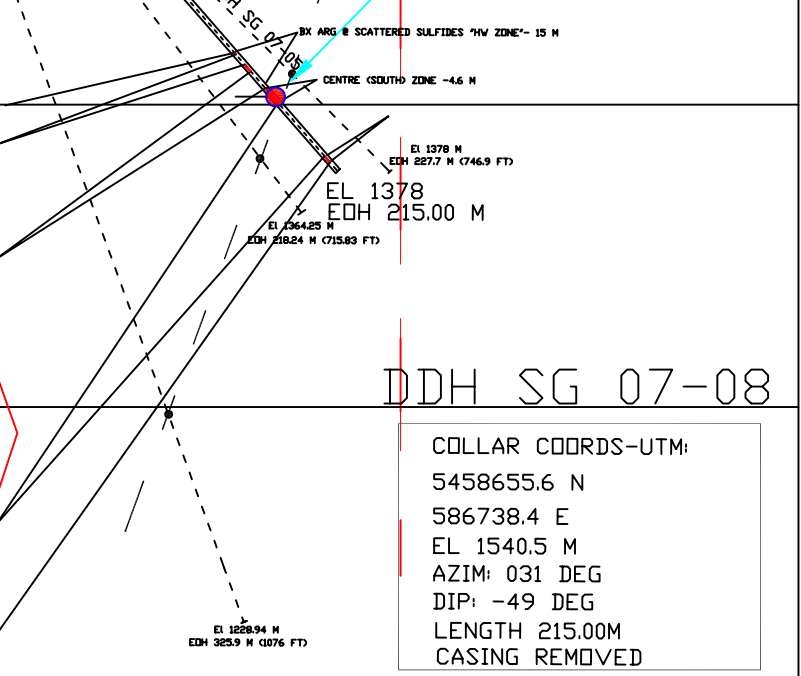 H SG 07-05
BX ARG @ SCATTERED SULFIDES "HW ZONE"- 15 M
CENTRE (SOUTH) ZONE -4.6 M
El 1378 M
EOH 227.7 M (746.9 FT)
EL 1378
EOH 215.00 M
El 1364.25 M
EOH 218.24 M (715.83 FT)
DDH SG 07-08
COLLAR COORDS-UTM:
5458655.6 N
586738.4 E
EL 1540.5 M
AZIM: 031 DEG
DIP: -49 DEG
LENGTH 215.00M
CASING REMOVED
El 1228.94 M
EOH 325.9 M (1076 FT)